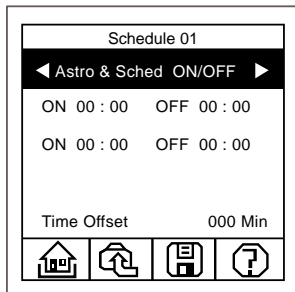 Schedule 01
Astro & Sched ON/OFF
ON 00 : 00 OFF 00 : 00
ON 00 : 00 OFF 00 : 00
Time Offset 000 Min
?